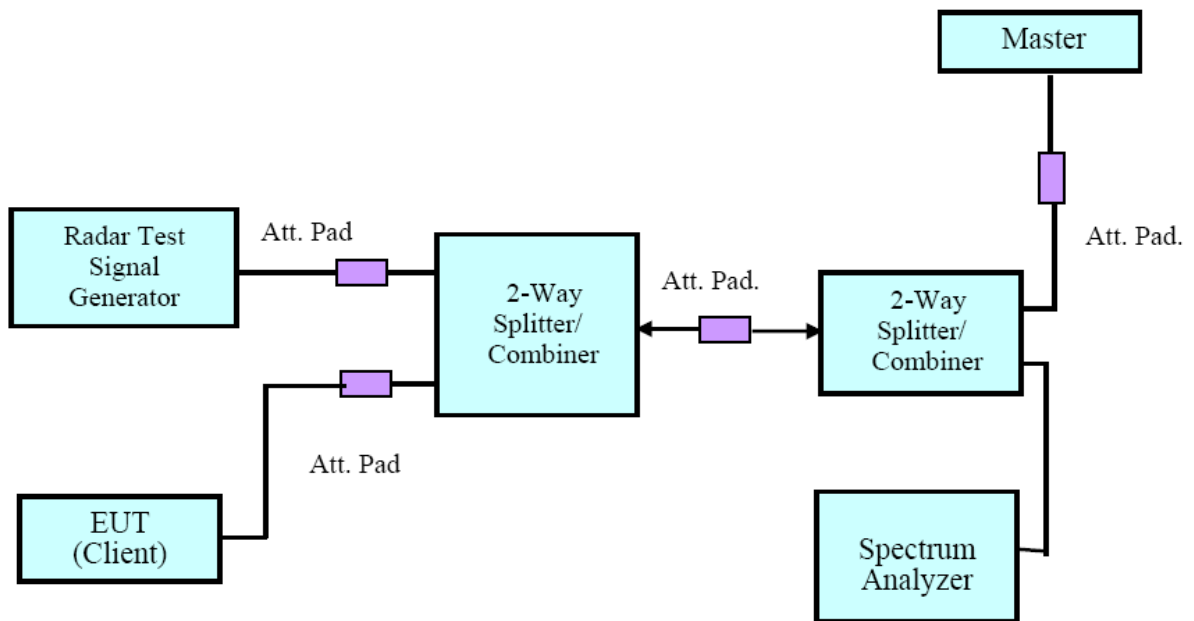 Master
Att. Pad.
Radar Test
Signal
Generator
Att. Pad
2-Way
Splitter/
Combiner
Att. Pad.
2-Way
Splitter/
Combiner
Att. Pad
EUT
(Client)
Spectrum
Analyzer